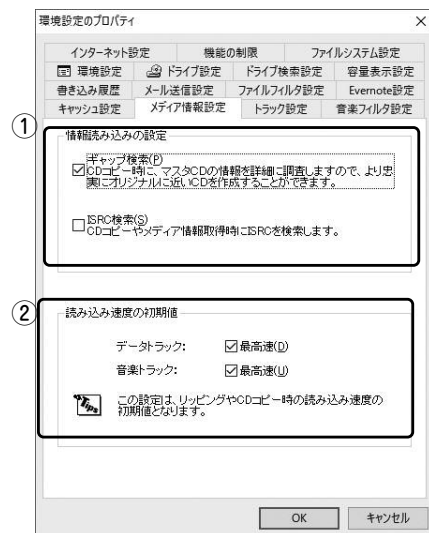 環境設定のプロパティ
インターネット設定 機能の制限 ファイルシステム設定
環境設定 ドライブ設定 ドライブ検索設定 容量表示設定
書き込み履歴 メール送信設定 ファイルフィルタ設定 Evernote設定
キャッシュ設定 メディア情報設定 トラック設定 音楽フィルタ設定
①
情報読み込みの設定
ギャップ検索(P)
CDコピー時に、マスタCDの情報を詳細に調査しますので、より忠
実にオリジナルに近いCDを作成することができます。
ISRC検索(S)
CDコピーやメディア情報取得時にISRCを検索します。
②
読み込み速度の初期値
データトラック: 最高速(D)
音楽トラック: 最高速(U)
Tips
この設定は、リッピングやCDコピー時の読み込み速度の
初期値となります。
OK キャンセル